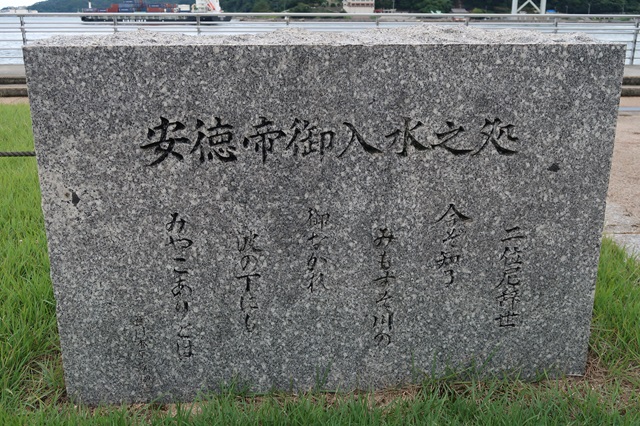 安徳帝御入水之処
二位尼辞世
今ぞ知る
みもすそ川の
御ながれ
波の下にも
みやこありとは